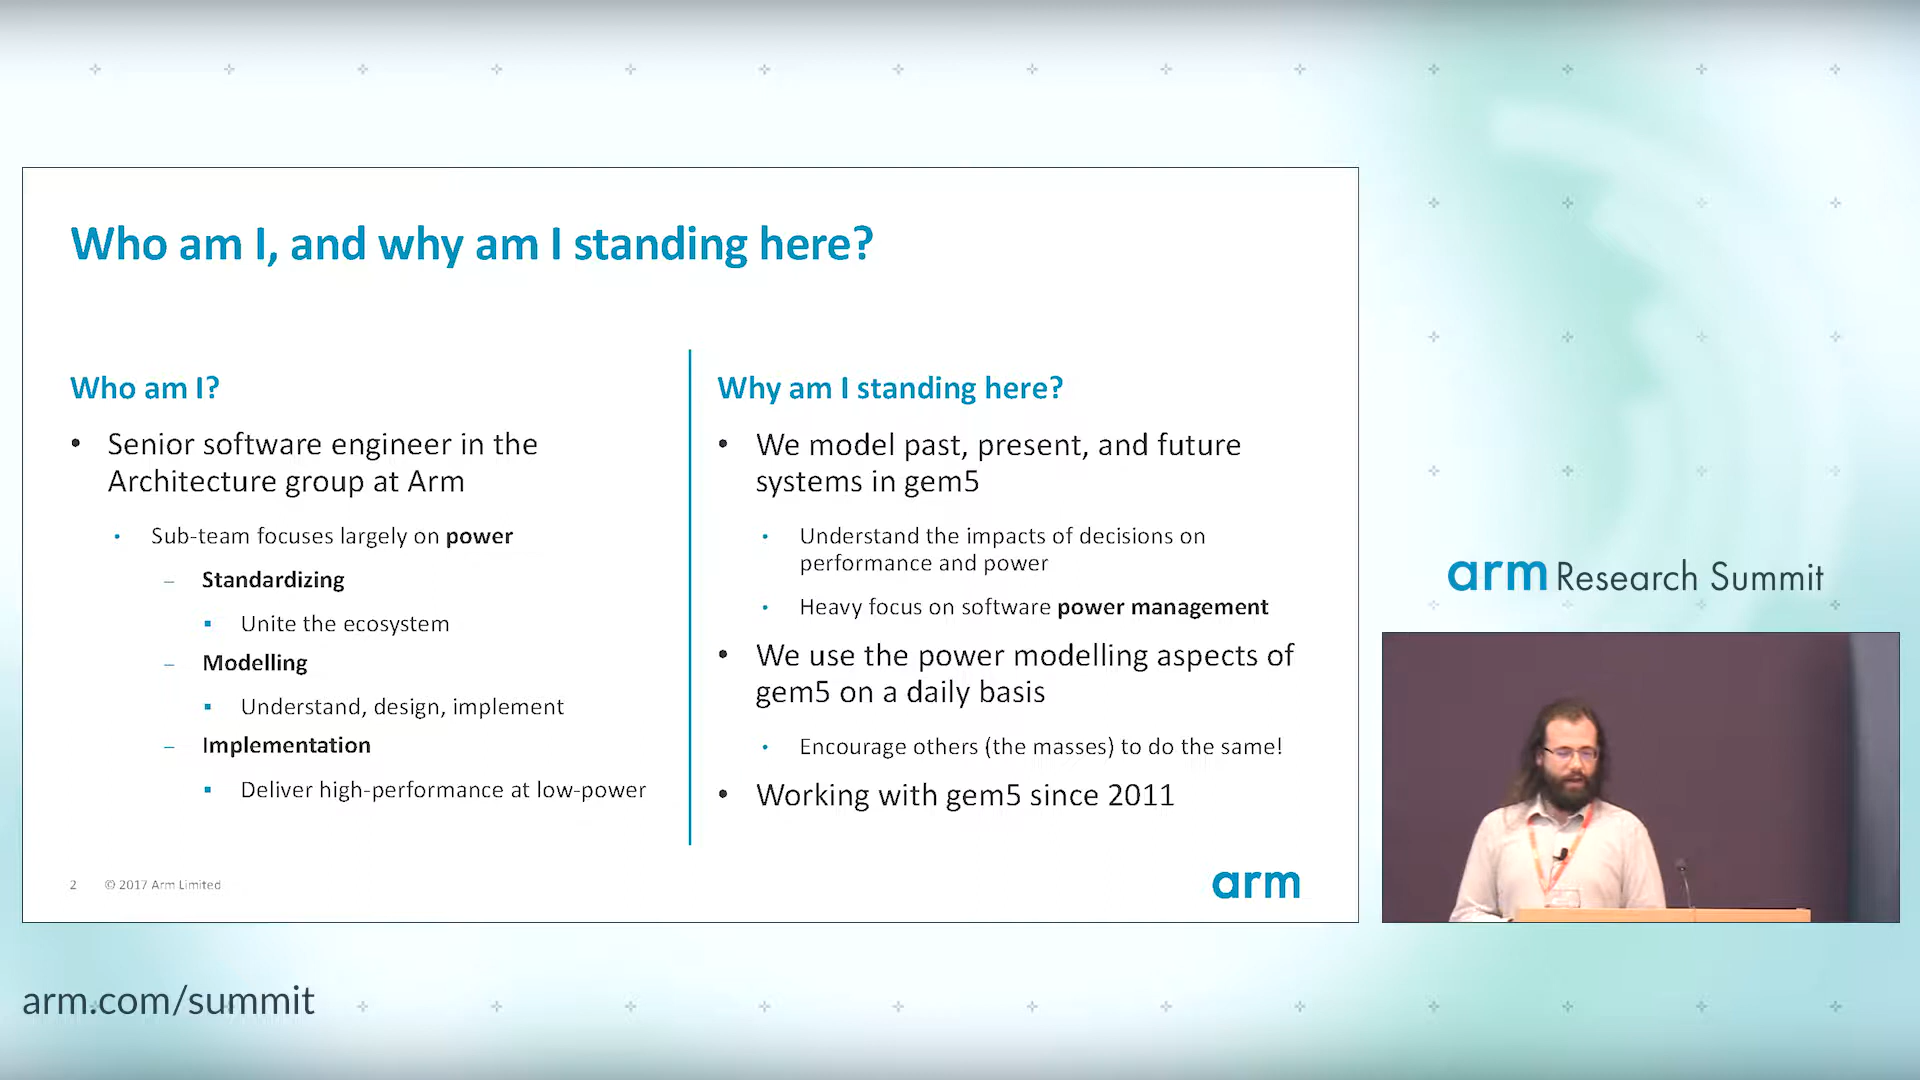 Who am I, and why am I standing here?
Who am I?
• Senior software engineer in the
Architecture group at Arm
• Sub-team focuses largely on power
– Standardizing
▪ Unite the ecosystem
– Modelling
▪ Understand, design, implement
– Implementation
▪ Deliver high-performance at low-power
Why am I standing here?
• We model past, present, and future
systems in gem5
• Understand the impacts of decisions on
performance and power
• Heavy focus on software power management
• We use the power modelling aspects of
gem5 on a daily basis
• Encourage others (the masses) to do the same!
• Working with gem5 since 2011
2 © 2017 Arm Limited
arm
arm Research Summit
arm.com/summit